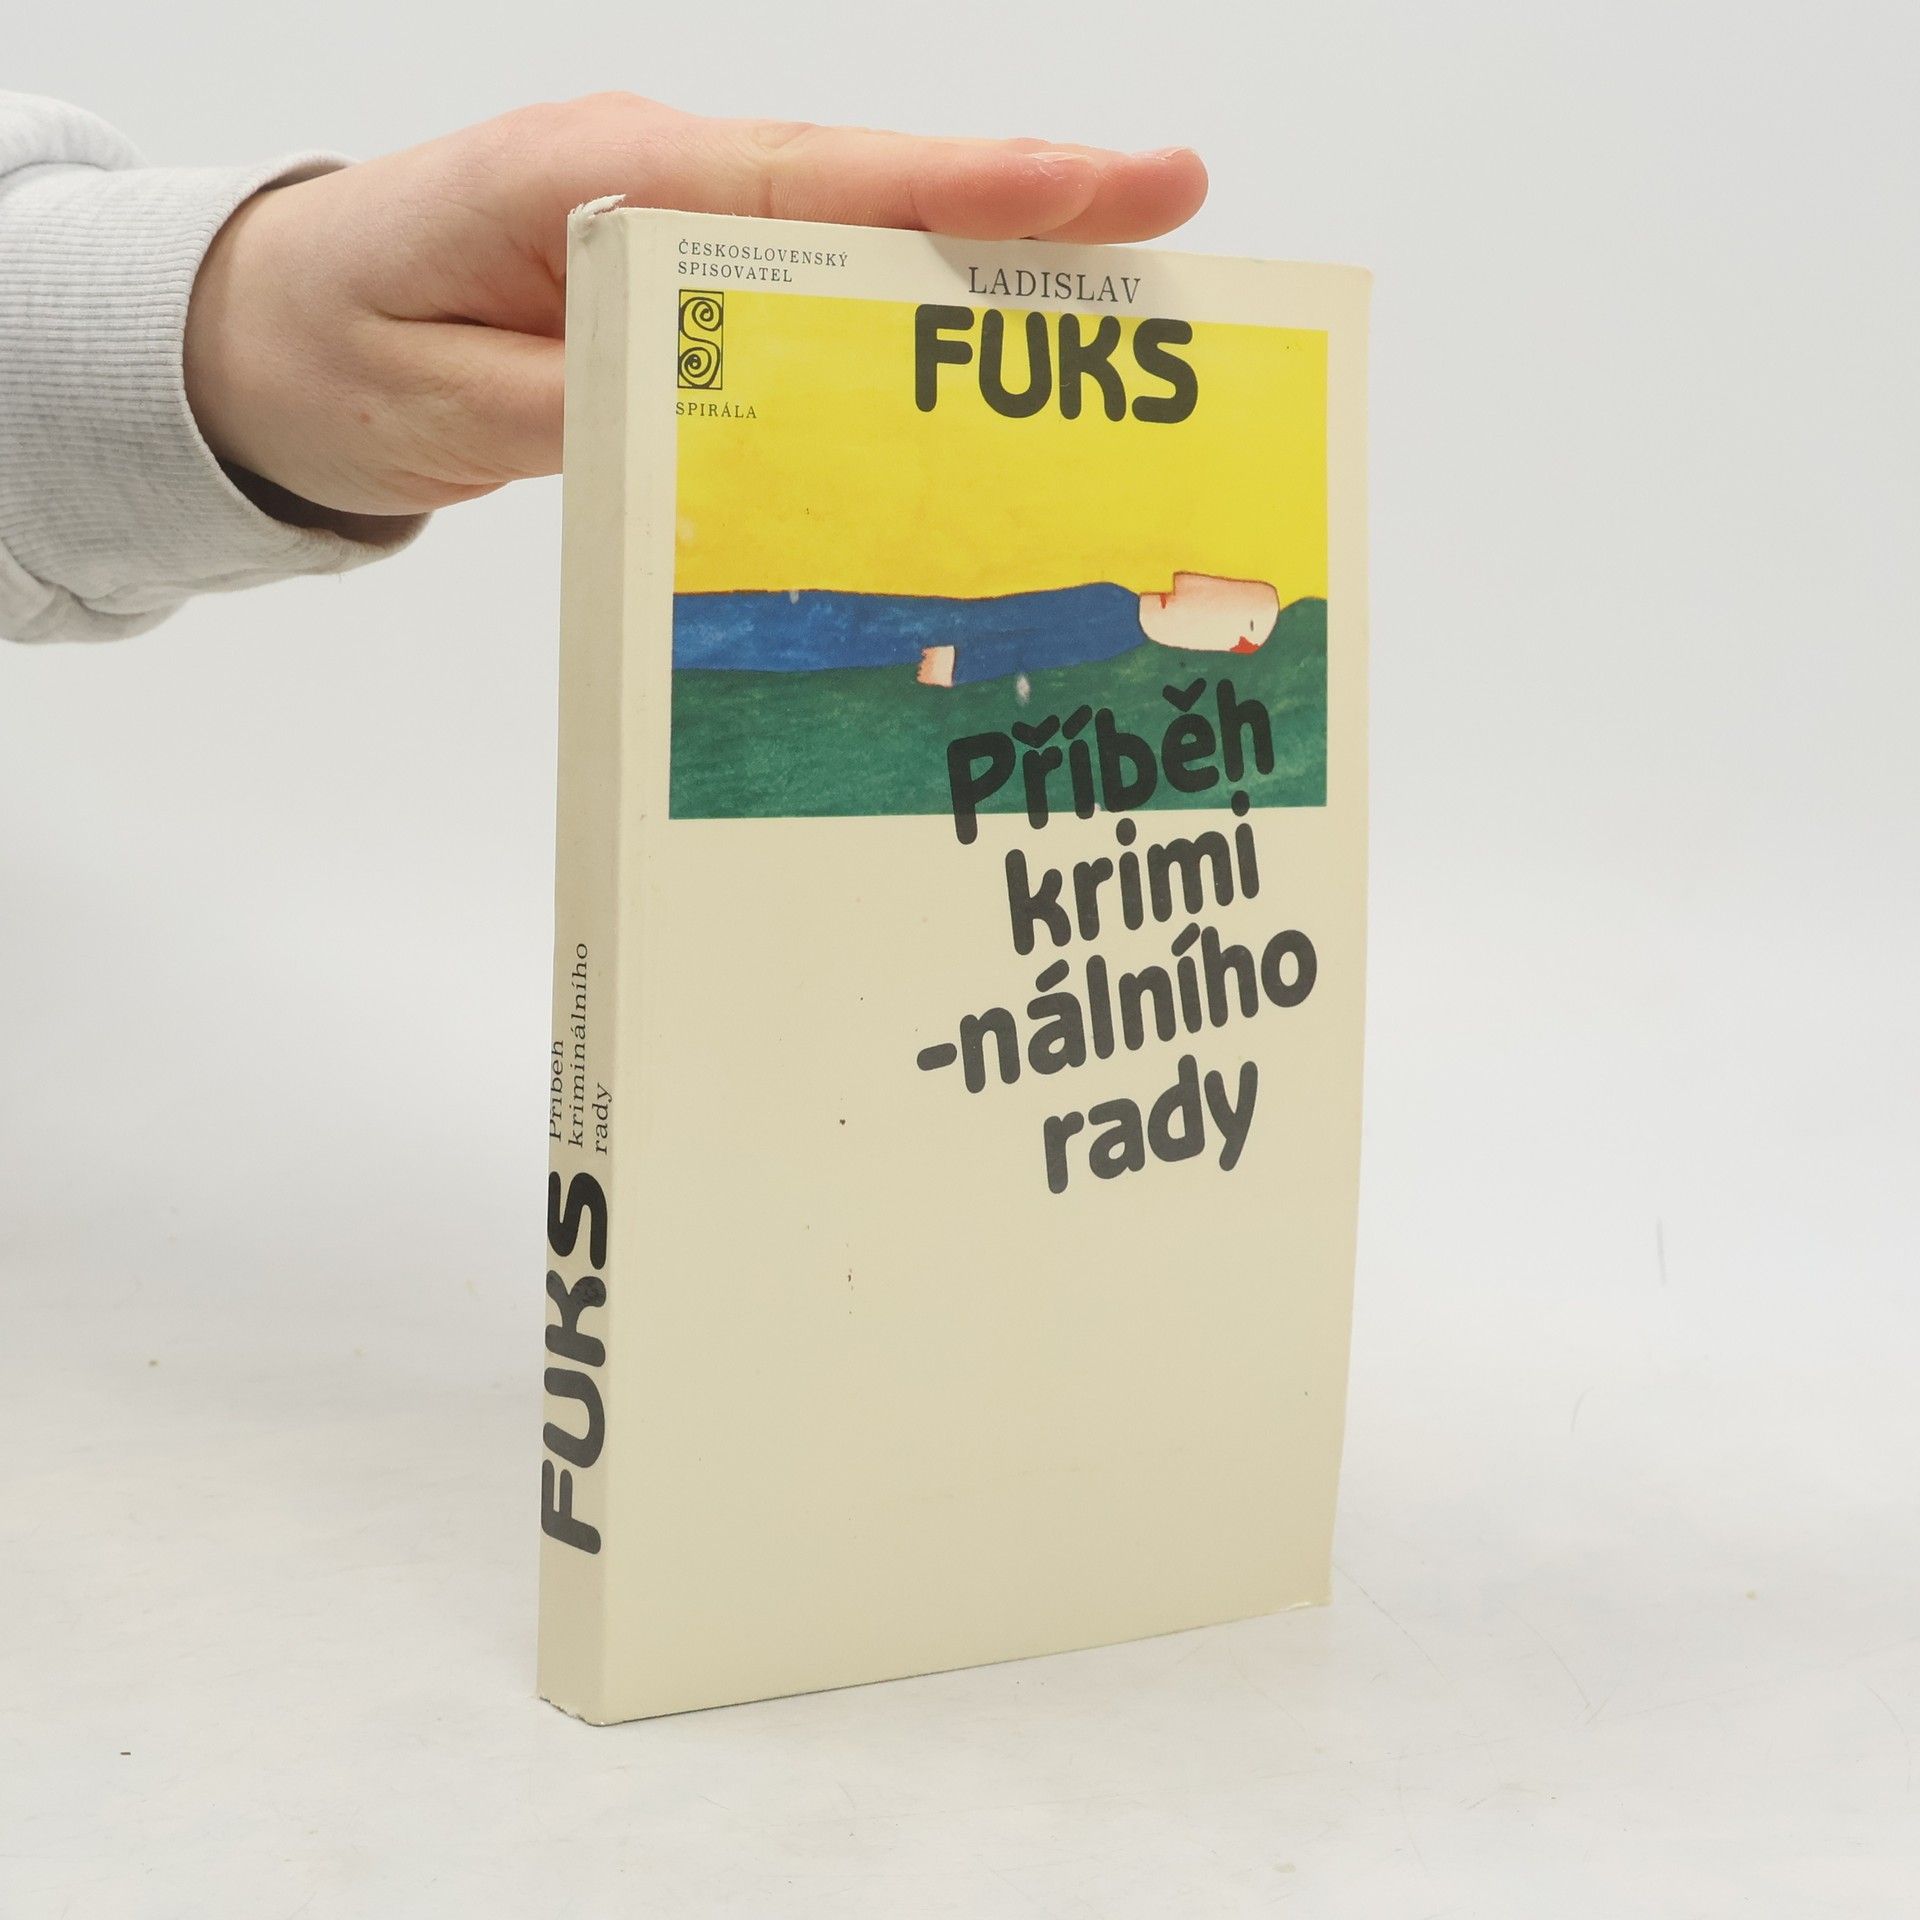 ČESKOSLOVENSKÝ
SPISOVATEL
SPIRÁLA
LADISLAV
FUKS
Příběh
krimi
-nálního
rady
FUKS
Příběh
kriminálního
rady